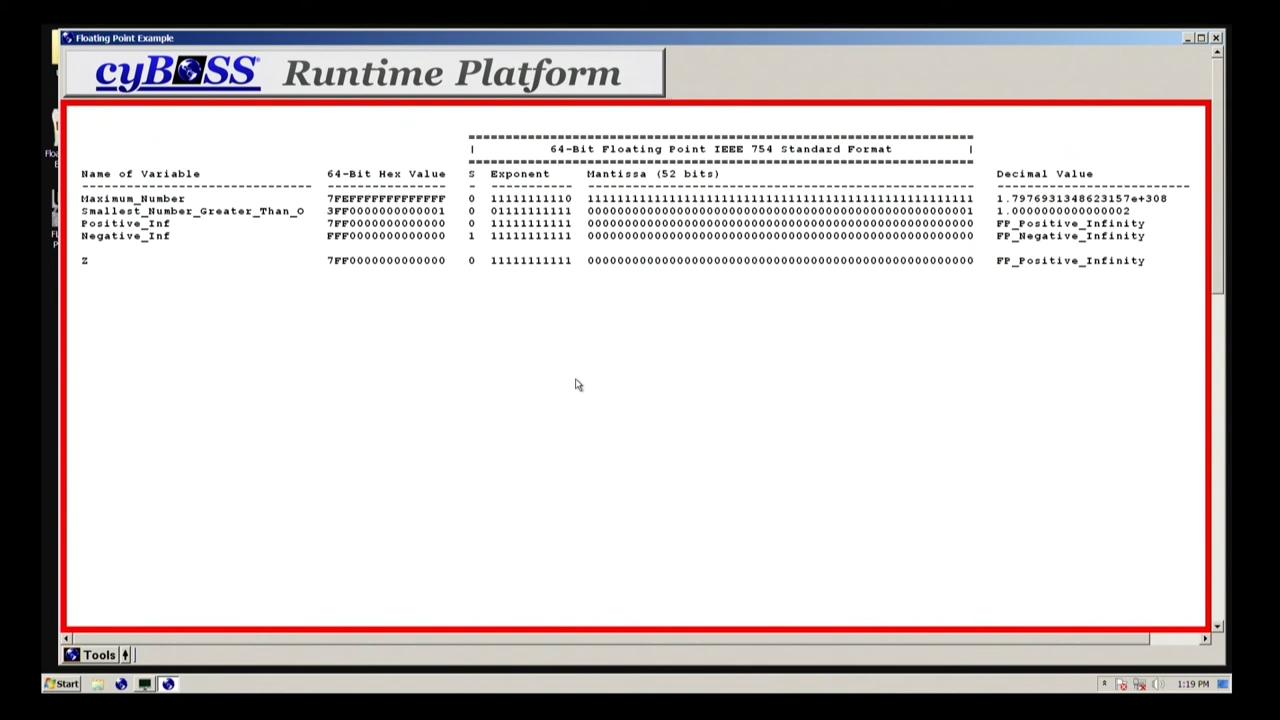 Floating Point Example
cyBOSS® Runtime Platform
| 64-Bit Floating Point IEEE 754 Standard Format |
Name of Variable 64-Bit Hex Value S Exponent Mantissa (52 bits) Decimal Value
Maximum_Number 7FEFFFFFFFFFFFFF 0 11111111110 1111111111111111111111111111111111111111111111111111 1.7976931348623157e+308
Smallest_Number_Greater_Than_O 3FF0000000000001 0 01111111111 0000000000000000000000000000000000000000000000000001 1.0000000000000002
Positive_Inf 7FF0000000000000 0 11111111111 0000000000000000000000000000000000000000000000000000 FP_Positive_Infinity
Negative_Inf FFF0000000000000 1 11111111111 0000000000000000000000000000000000000000000000000000 FP_Negative_Infinity
Z 7FF0000000000000 0 11111111111 0000000000000000000000000000000000000000000000000000 FP_Positive_Infinity
Tools
Start 1:19 PM